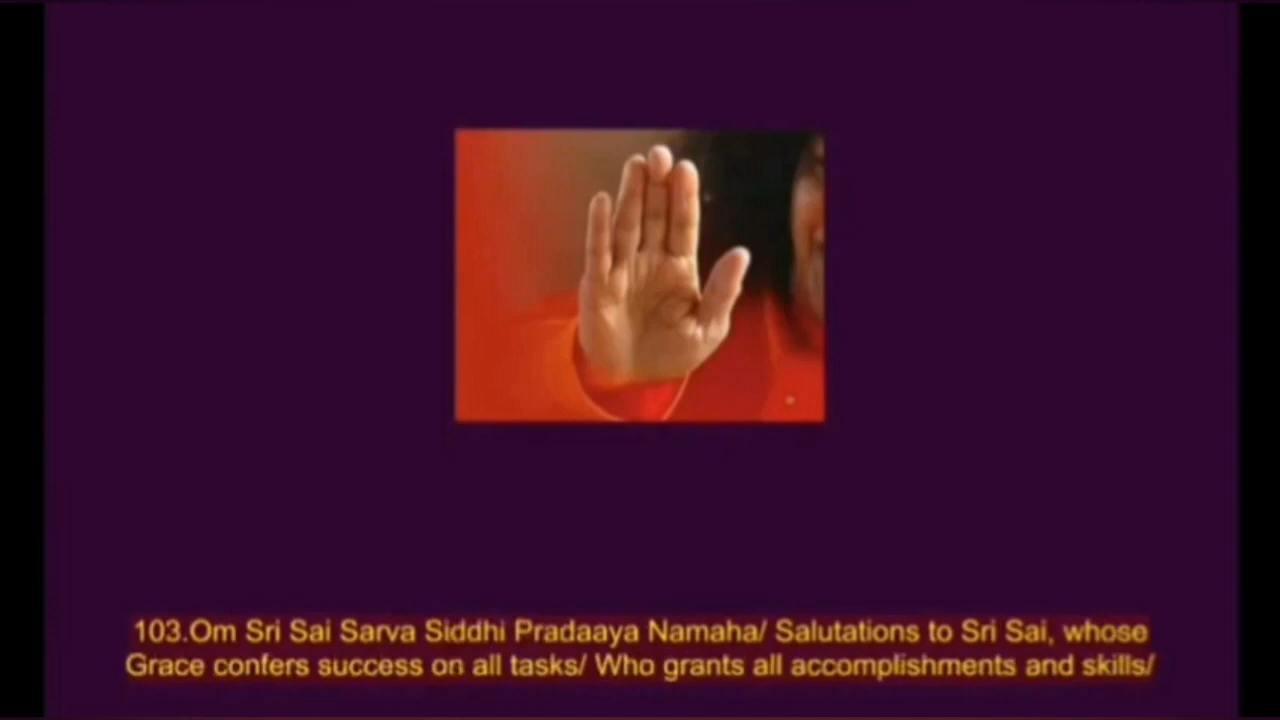 103.Om Sri Sai Sarva Siddhi Pradaaya Namaha/ Salutations to Sri Sai, whose
Grace confers success on all tasks/ Who grants all accomplishments and skills/